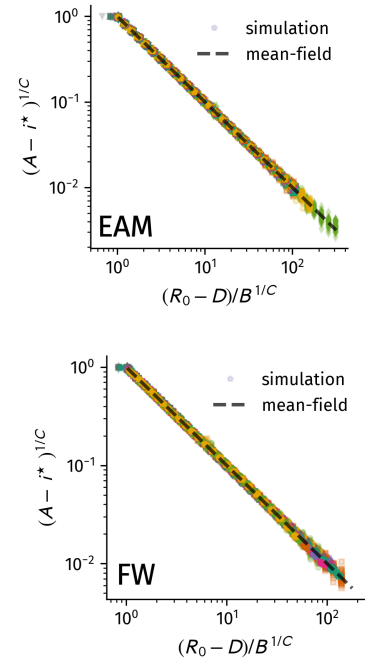 10⁰
10⁻¹
10⁻²
(A − i* )^1/C
simulation
mean-field
EAM
10⁰ 10¹ 10²
(R₀ − D)/B^1/C
10⁰
10⁻¹
10⁻²
(A − i* )^1/C
simulation
mean-field
FW
10⁰ 10¹ 10²
(R₀ − D)/B^1/C